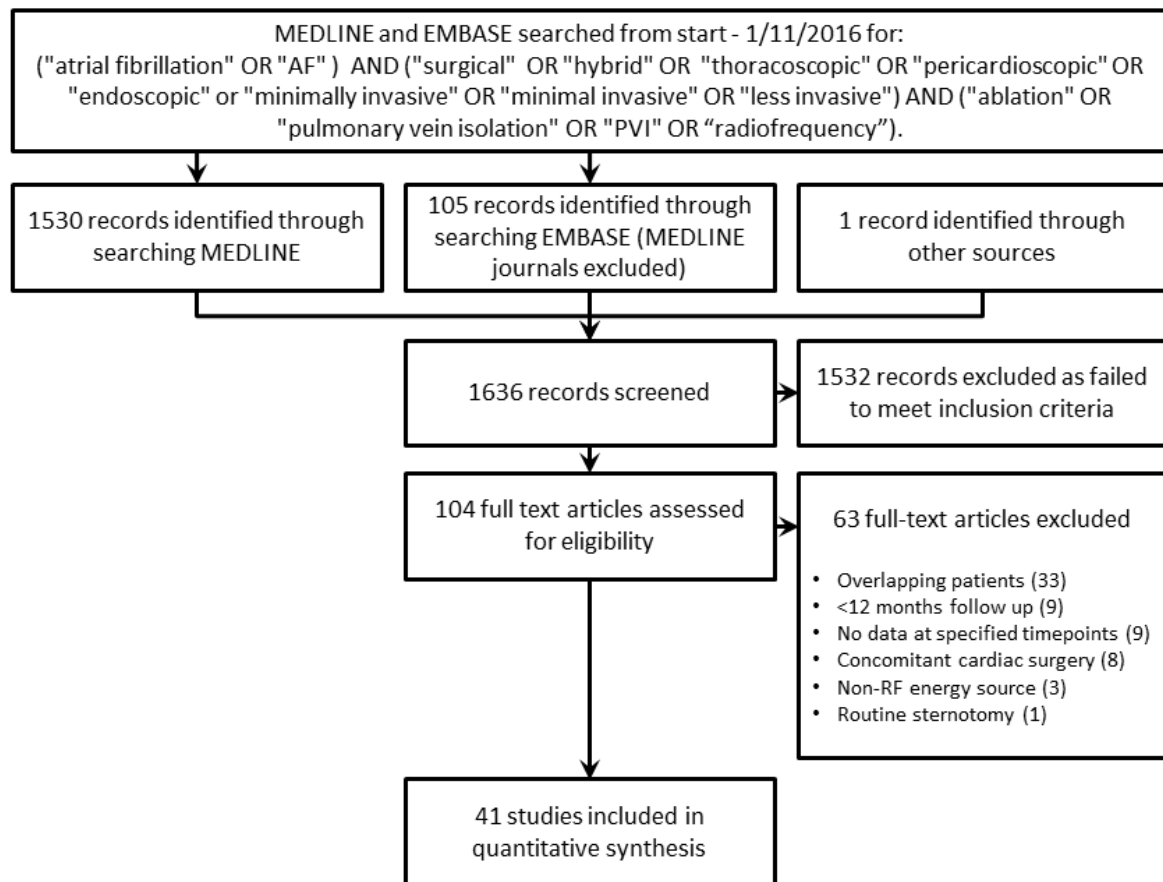 MEDLINE and EMBASE searched from start - 1/11/2016 for:
("atrial fibrillation" OR "AF" ) AND ("surgical" OR "hybrid" OR "thoracoscopic" OR "pericardioscopic" OR
"endoscopic" or "minimally invasive" OR "minimal invasive" OR "less invasive") AND ("ablation" OR
"pulmonary vein isolation" OR "PVI" OR “radiofrequency”).
1530 records identified through
searching MEDLINE
105 records identified through
searching EMBASE (MEDLINE
journals excluded)
1 record identified through
other sources
1636 records screened
1532 records excluded as failed
to meet inclusion criteria
104 full text articles assessed
for eligibility
63 full-text articles excluded
• Overlapping patients (33)
• <12 months follow up (9)
• No data at specified timepoints (9)
• Concomitant cardiac surgery (8)
• Non-RF energy source (3)
• Routine sternotomy (1)
41 studies included in
quantitative synthesis